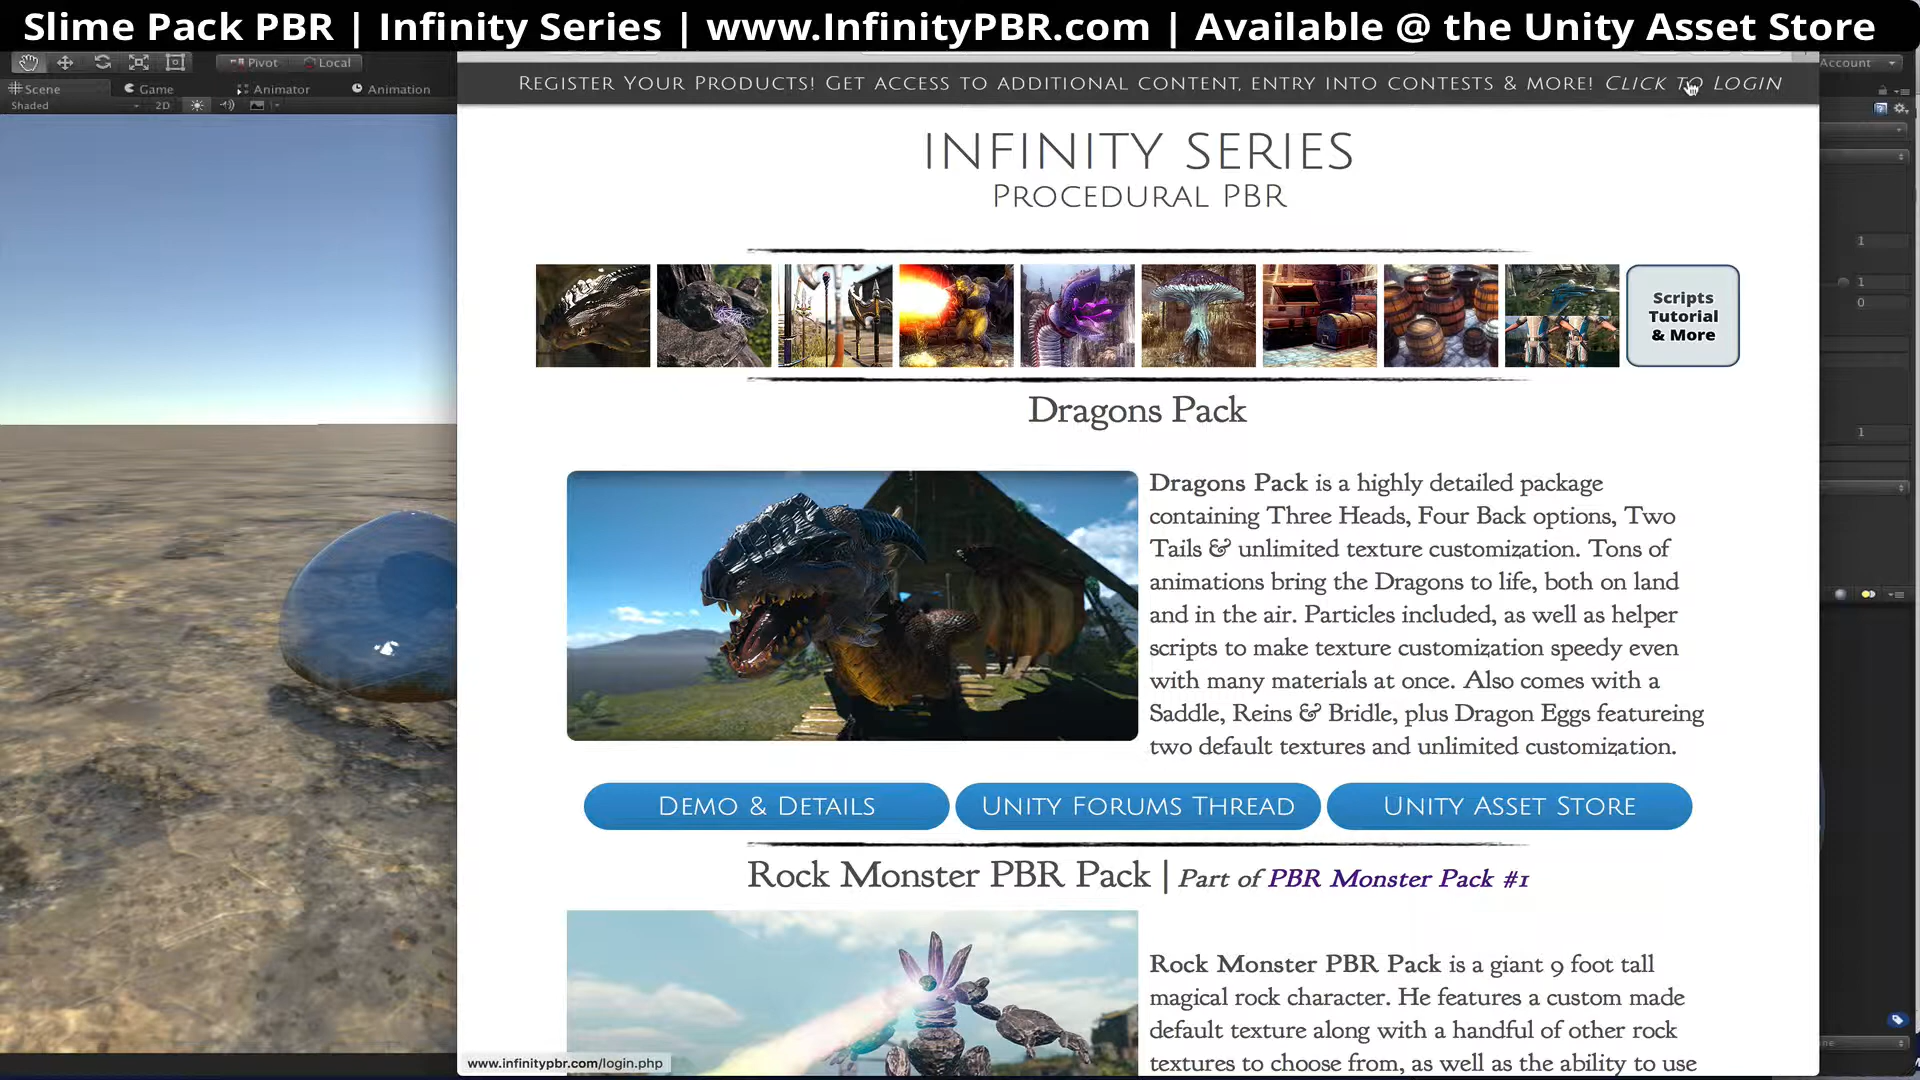 Slime Pack PBR | Infinity Series | www.InfinityPBR.com | Available @ the Unity Asset Store
Pivot Local
Account
Scene Game Animator Animation
Shaded 2D
Register Your Products! Get access to additional content, entry into contests & more! Click to Login
Infinity Series
Procedural PBR
1
1
0
1
Scripts
Tutorial
& More
Dragons Pack
Dragons Pack is a highly detailed package
containing Three Heads, Four Back options, Two
Tails & unlimited texture customization. Tons of
animations bring the Dragons to life, both on land
and in the air. Particles included, as well as helper
scripts to make texture customization speedy even
with many materials at once. Also comes with a
Saddle, Reins & Bridle, plus Dragon Eggs featureing
two default textures and unlimited customization.
Demo & Details
Unity Forums Thread
Unity Asset Store
Rock Monster PBR Pack | Part of PBR Monster Pack #1
Rock Monster PBR Pack is a giant 9 foot tall
magical rock character. He features a custom made
default texture along with a handful of other rock
textures to choose from, as well as the ability to use
www.infinitypbr.com/login.php